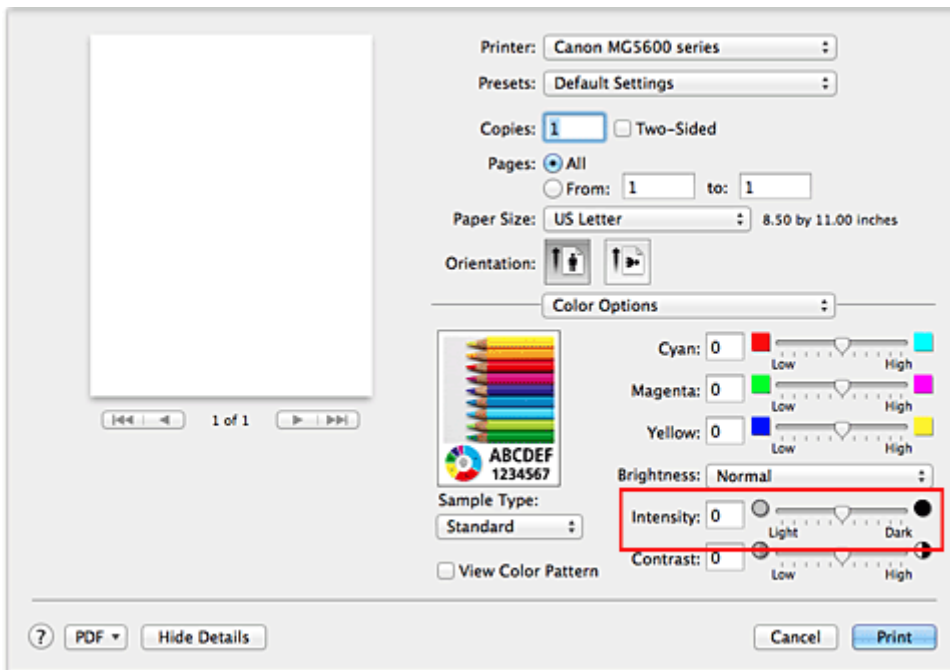 Printer: Canon MG5600 series
Presets: Default Settings
Copies: 1 Two-Sided
Pages: All
From: 1 to: 1
Paper Size: US Letter 8.50 by 11.00 inches
Orientation:
Color Options
1 of 1
ABCDEF
1234567
Sample Type:
Standard
View Color Pattern
Cyan: 0
Low High
Magenta: 0
Low High
Yellow: 0
Low High
Brightness: Normal
Intensity: 0
Light Dark
Contrast: 0
Low High
? PDF Hide Details Cancel Print